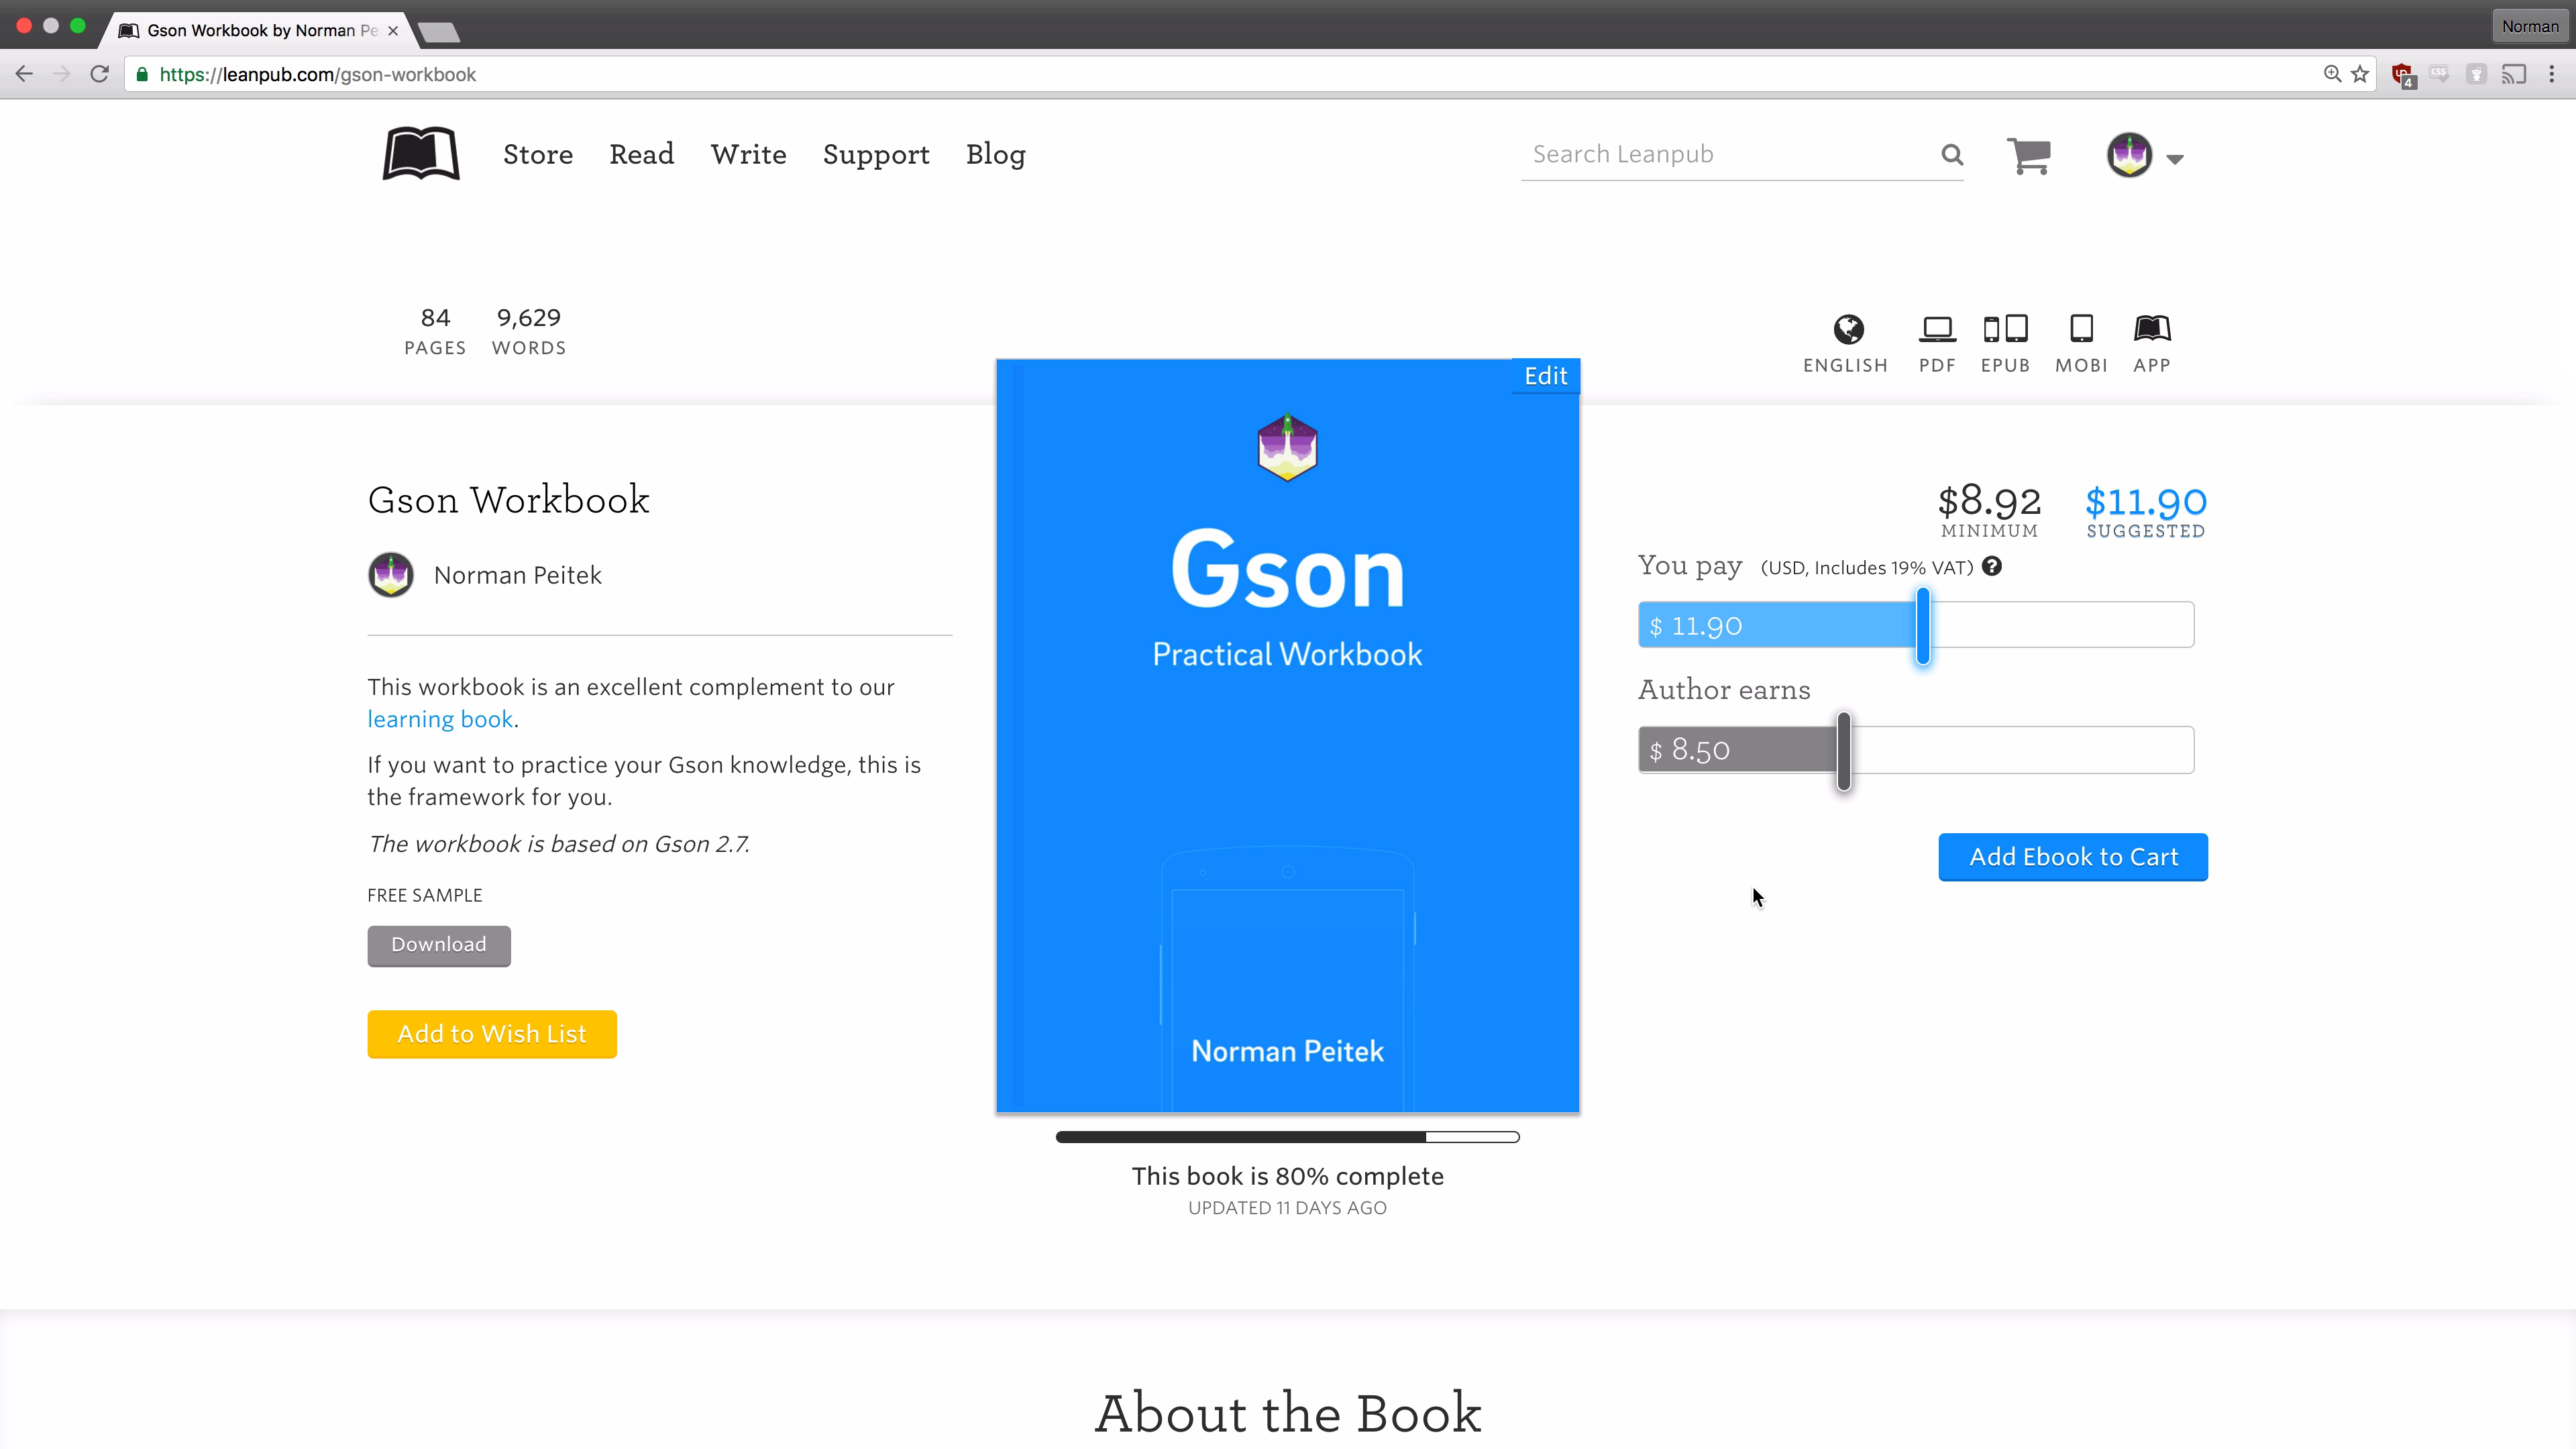 Gson Workbook by Norman Pe
Norman
https://leanpub.com/gson-workbook
4
Store Read Write Support Blog
Search Leanpub
84 PAGES
9,629 WORDS
ENGLISH PDF EPUB MOBI APP
Gson Workbook
Norman Peitek
This workbook is an excellent complement to our
learning book.
If you want to practice your Gson knowledge, this is
the framework for you.
The workbook is based on Gson 2.7.
FREE SAMPLE
Download
Add to Wish List
Edit
Gson
Practical Workbook
Norman Peitek
This book is 80% complete
UPDATED 11 DAYS AGO
$8.92 MINIMUM
$11.90 SUGGESTED
You pay (USD, Includes 19% VAT) ?
$ 11.90
Author earns
$ 8.50
Add Ebook to Cart
About the Book